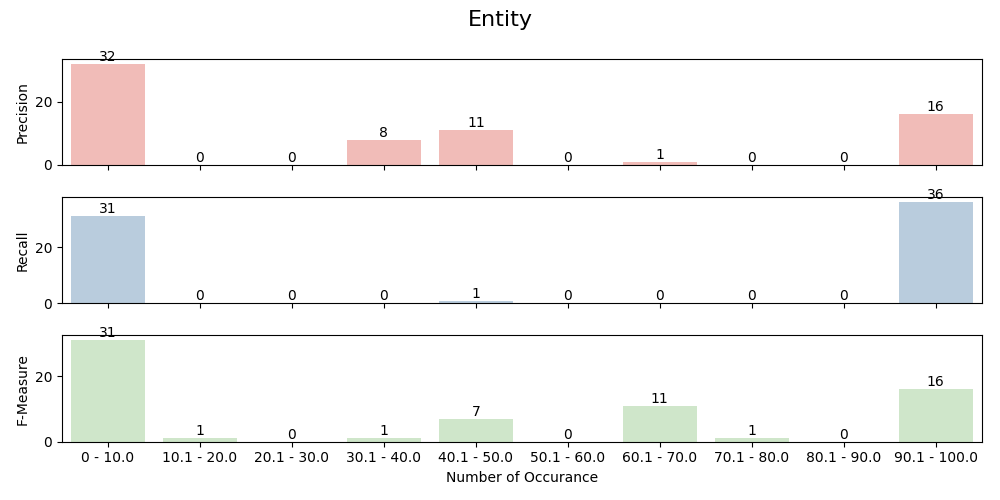 Entity
Precision
20
0
32
0
0
8
11
0
1
0
0
16
Recall
20
0
31
0
0
0
1
0
0
0
0
36
F-Measure
20
0
31
1
0
1
7
0
11
1
0
16
0 - 10.0
10.1 - 20.0
20.1 - 30.0
30.1 - 40.0
40.1 - 50.0
50.1 - 60.0
60.1 - 70.0
70.1 - 80.0
80.1 - 90.0
90.1 - 100.0
Number of Occurance